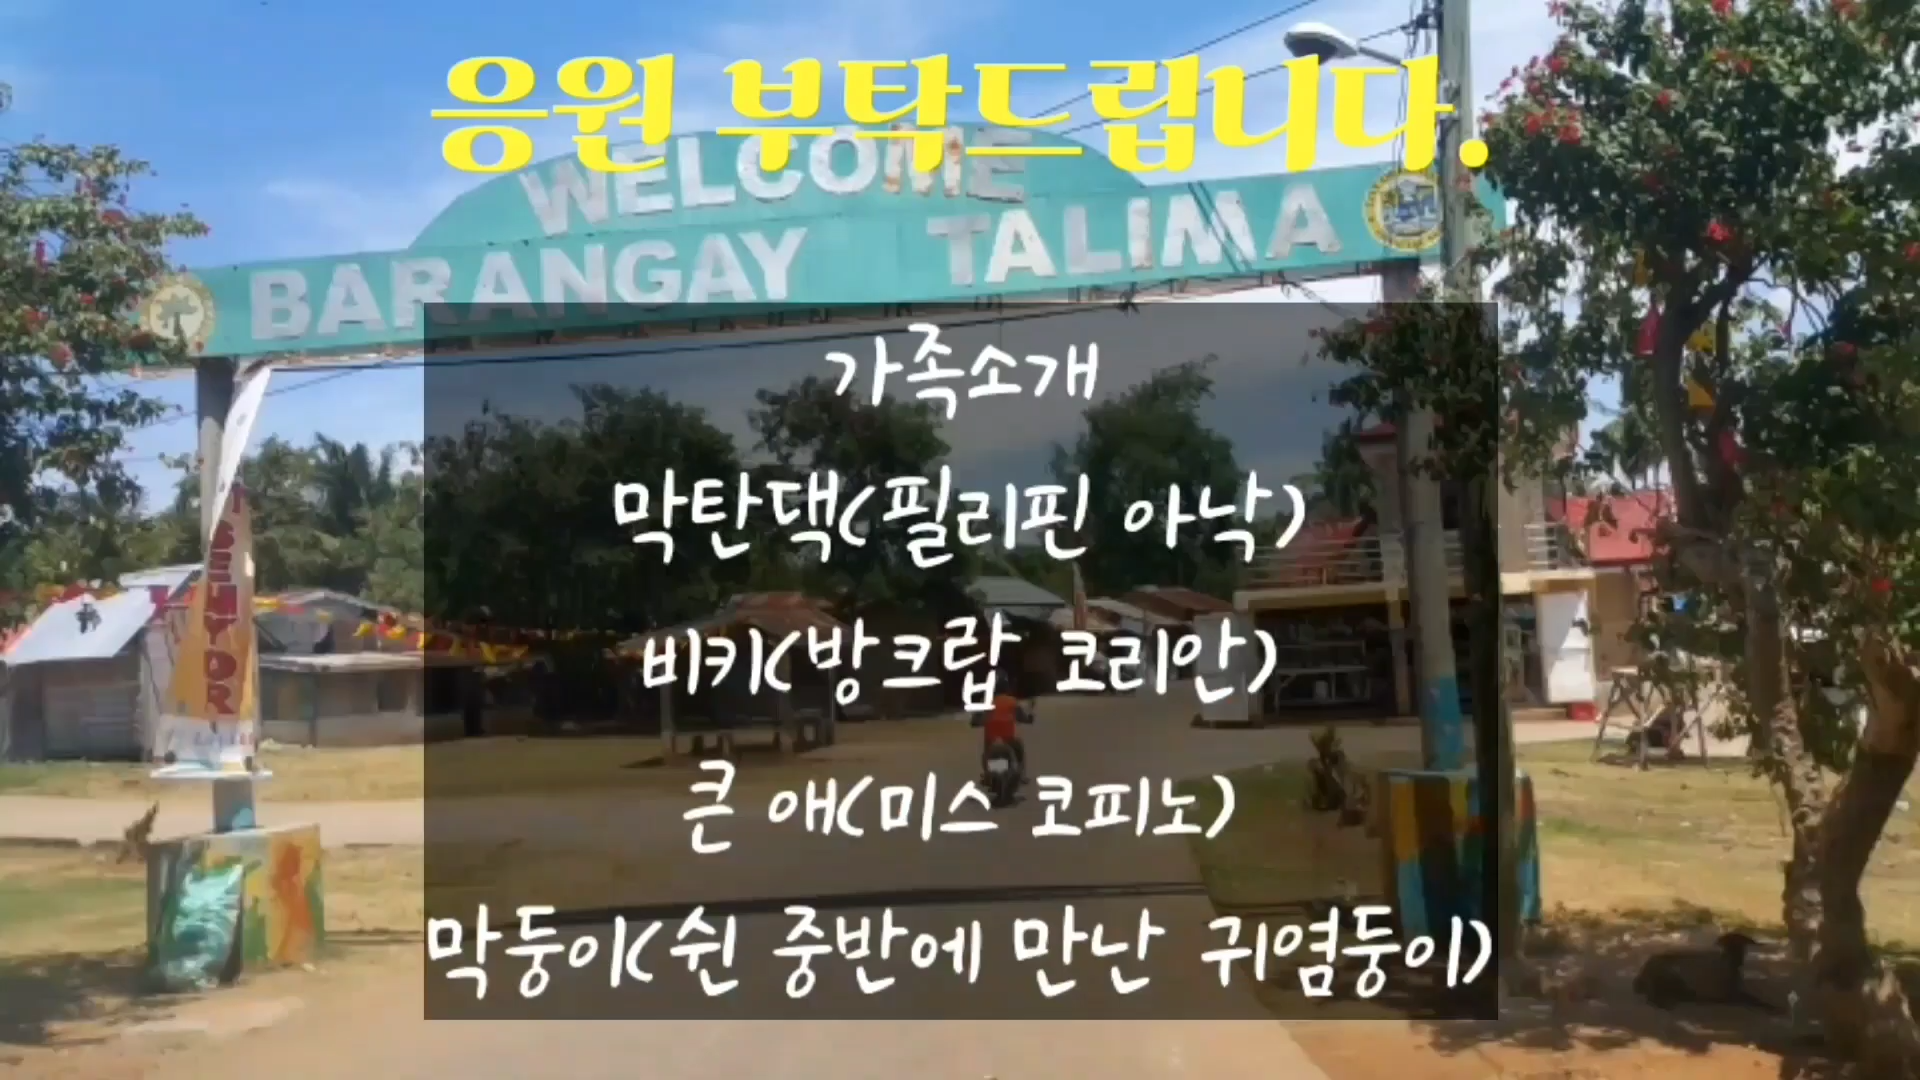 응원 부탁드립니다.
WELCOME
BARANGAY TALIMA
가족소개
막탄댁(필리핀 아낙)
비키(방크랍 코리안)
큰 애(미스 코피노)
막둥이(쉰 중반에 만난 귀염둥이)